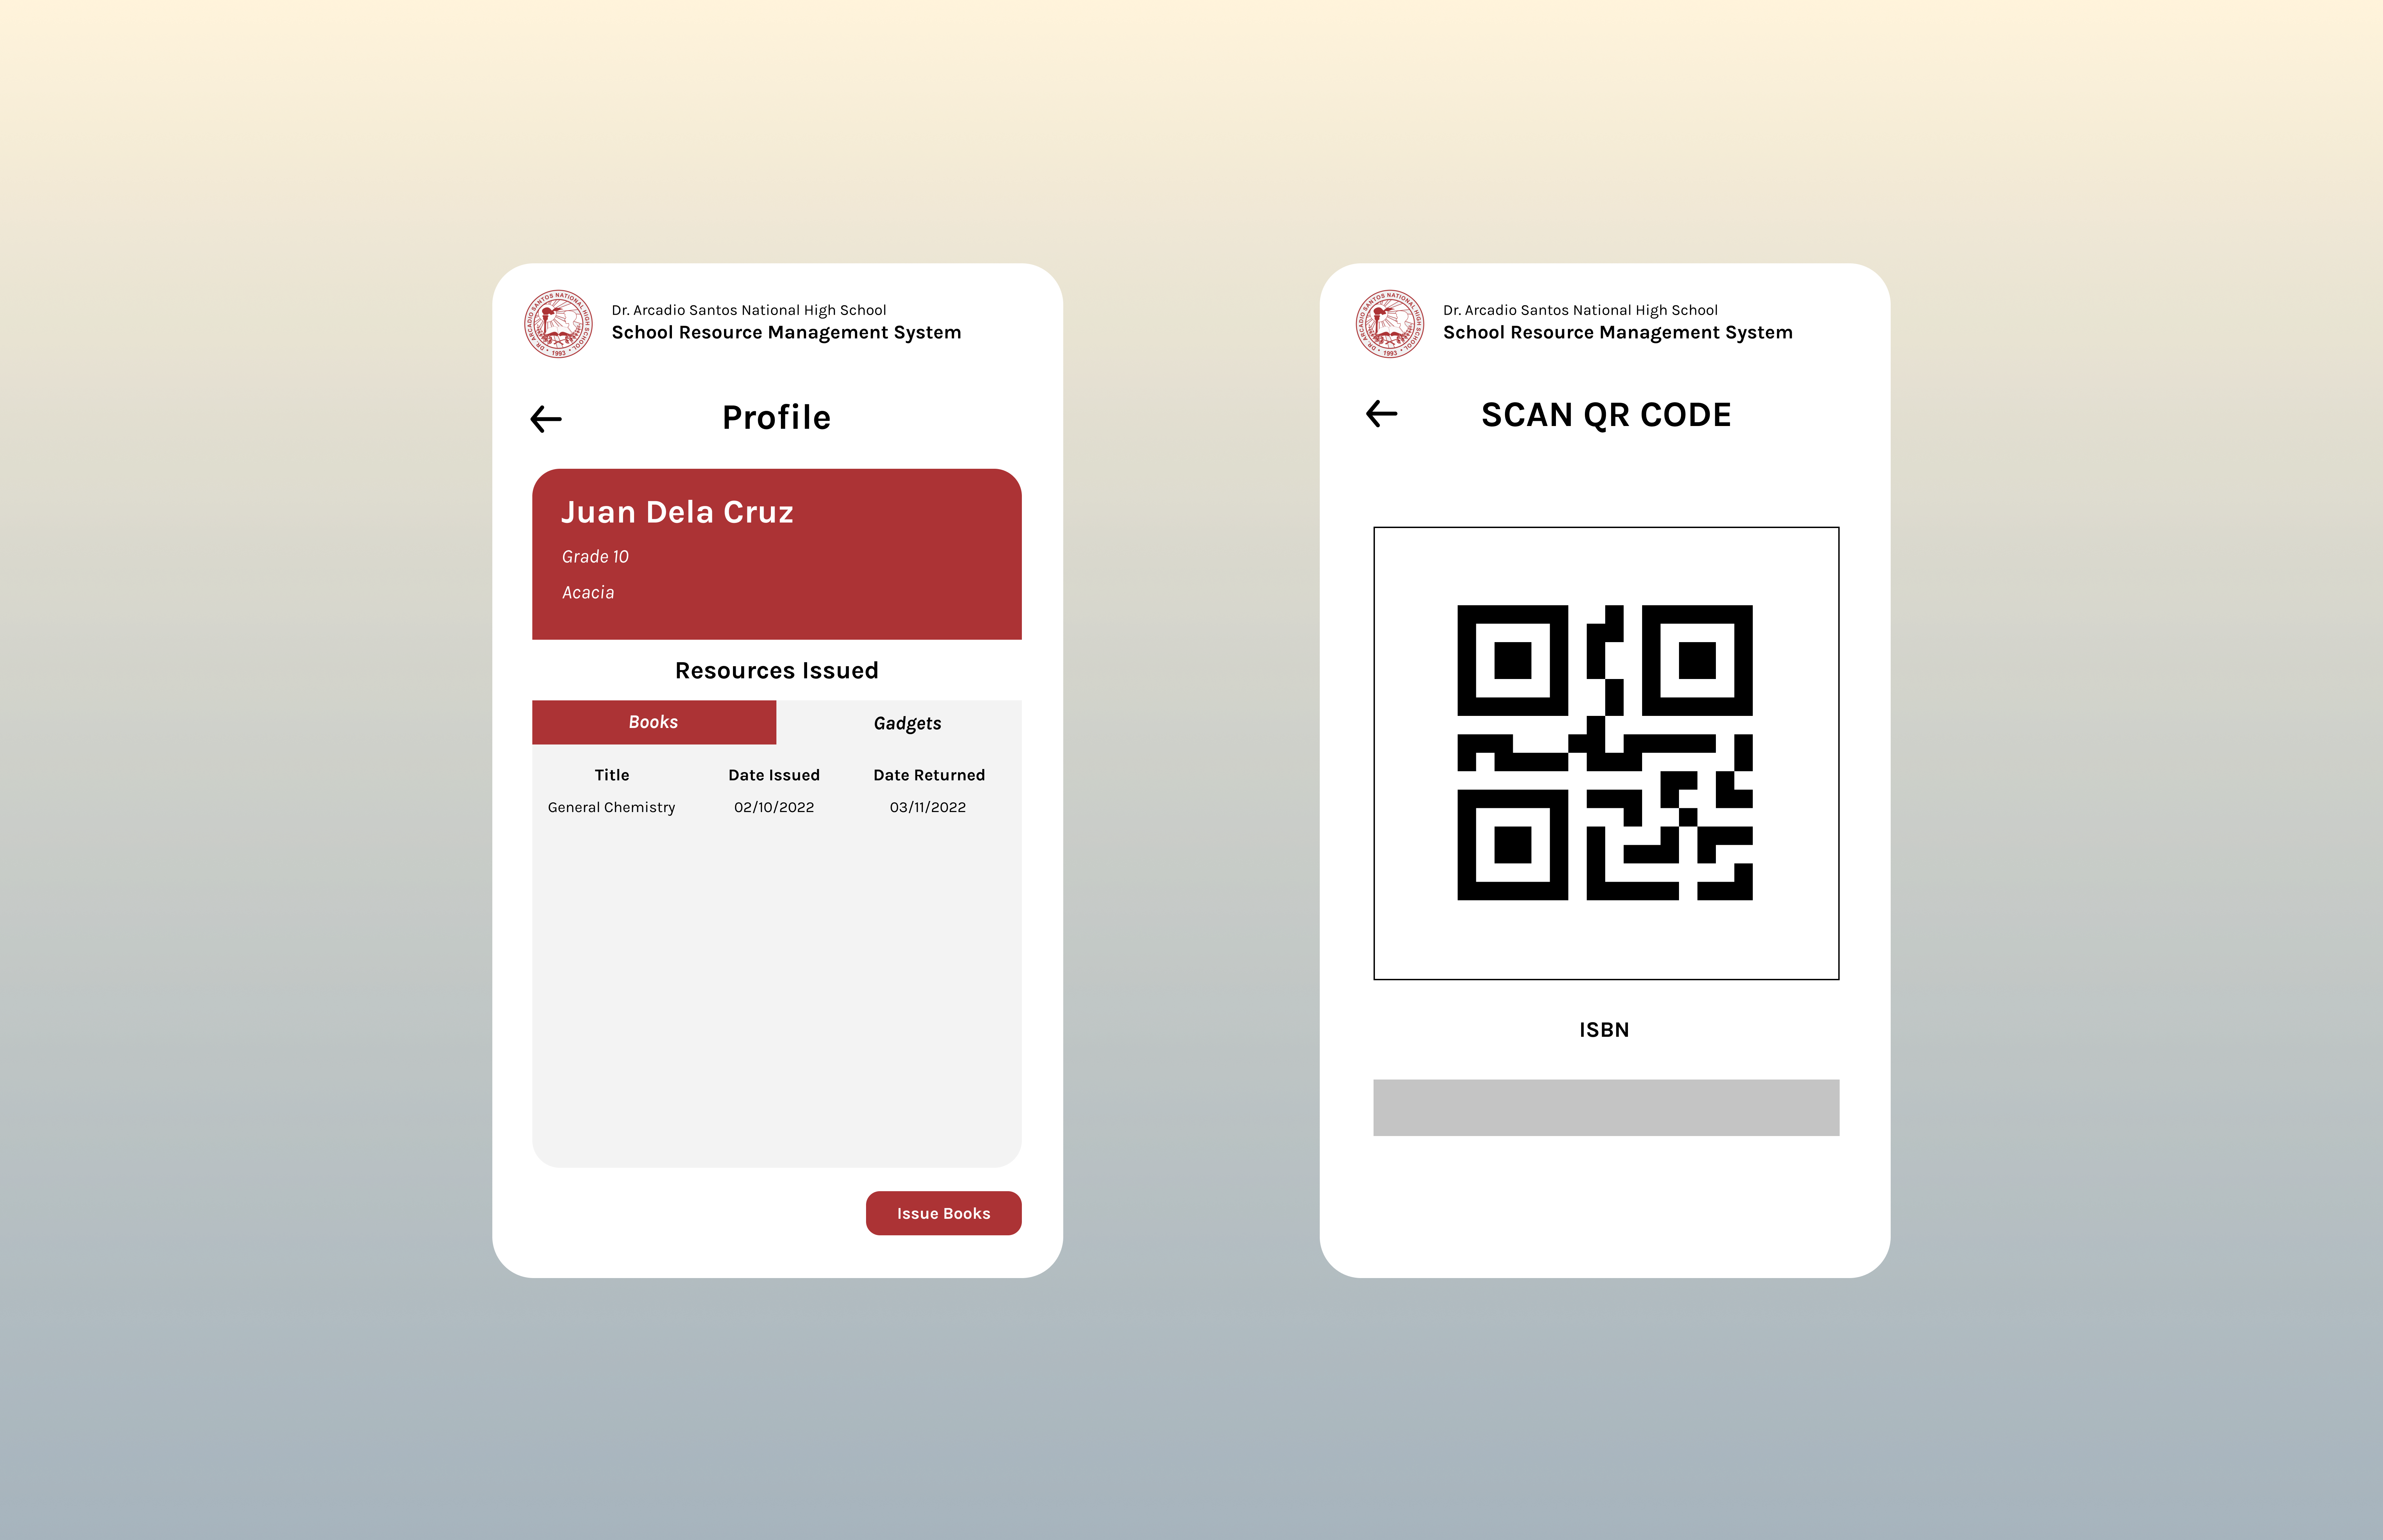 DR. ARCADIO SANTOS NATIONAL HIGH SCHOOL
• 1993 •
Dr. Arcadio Santos National High School
School Resource Management System
Profile
Juan Dela Cruz
Grade 10
Acacia
Resources Issued
Books Gadgets
Title Date Issued Date Returned
General Chemistry 02/10/2022 03/11/2022
Issue Books
DR. ARCADIO SANTOS NATIONAL HIGH SCHOOL
• 1993 •
Dr. Arcadio Santos National High School
School Resource Management System
SCAN QR CODE
ISBN